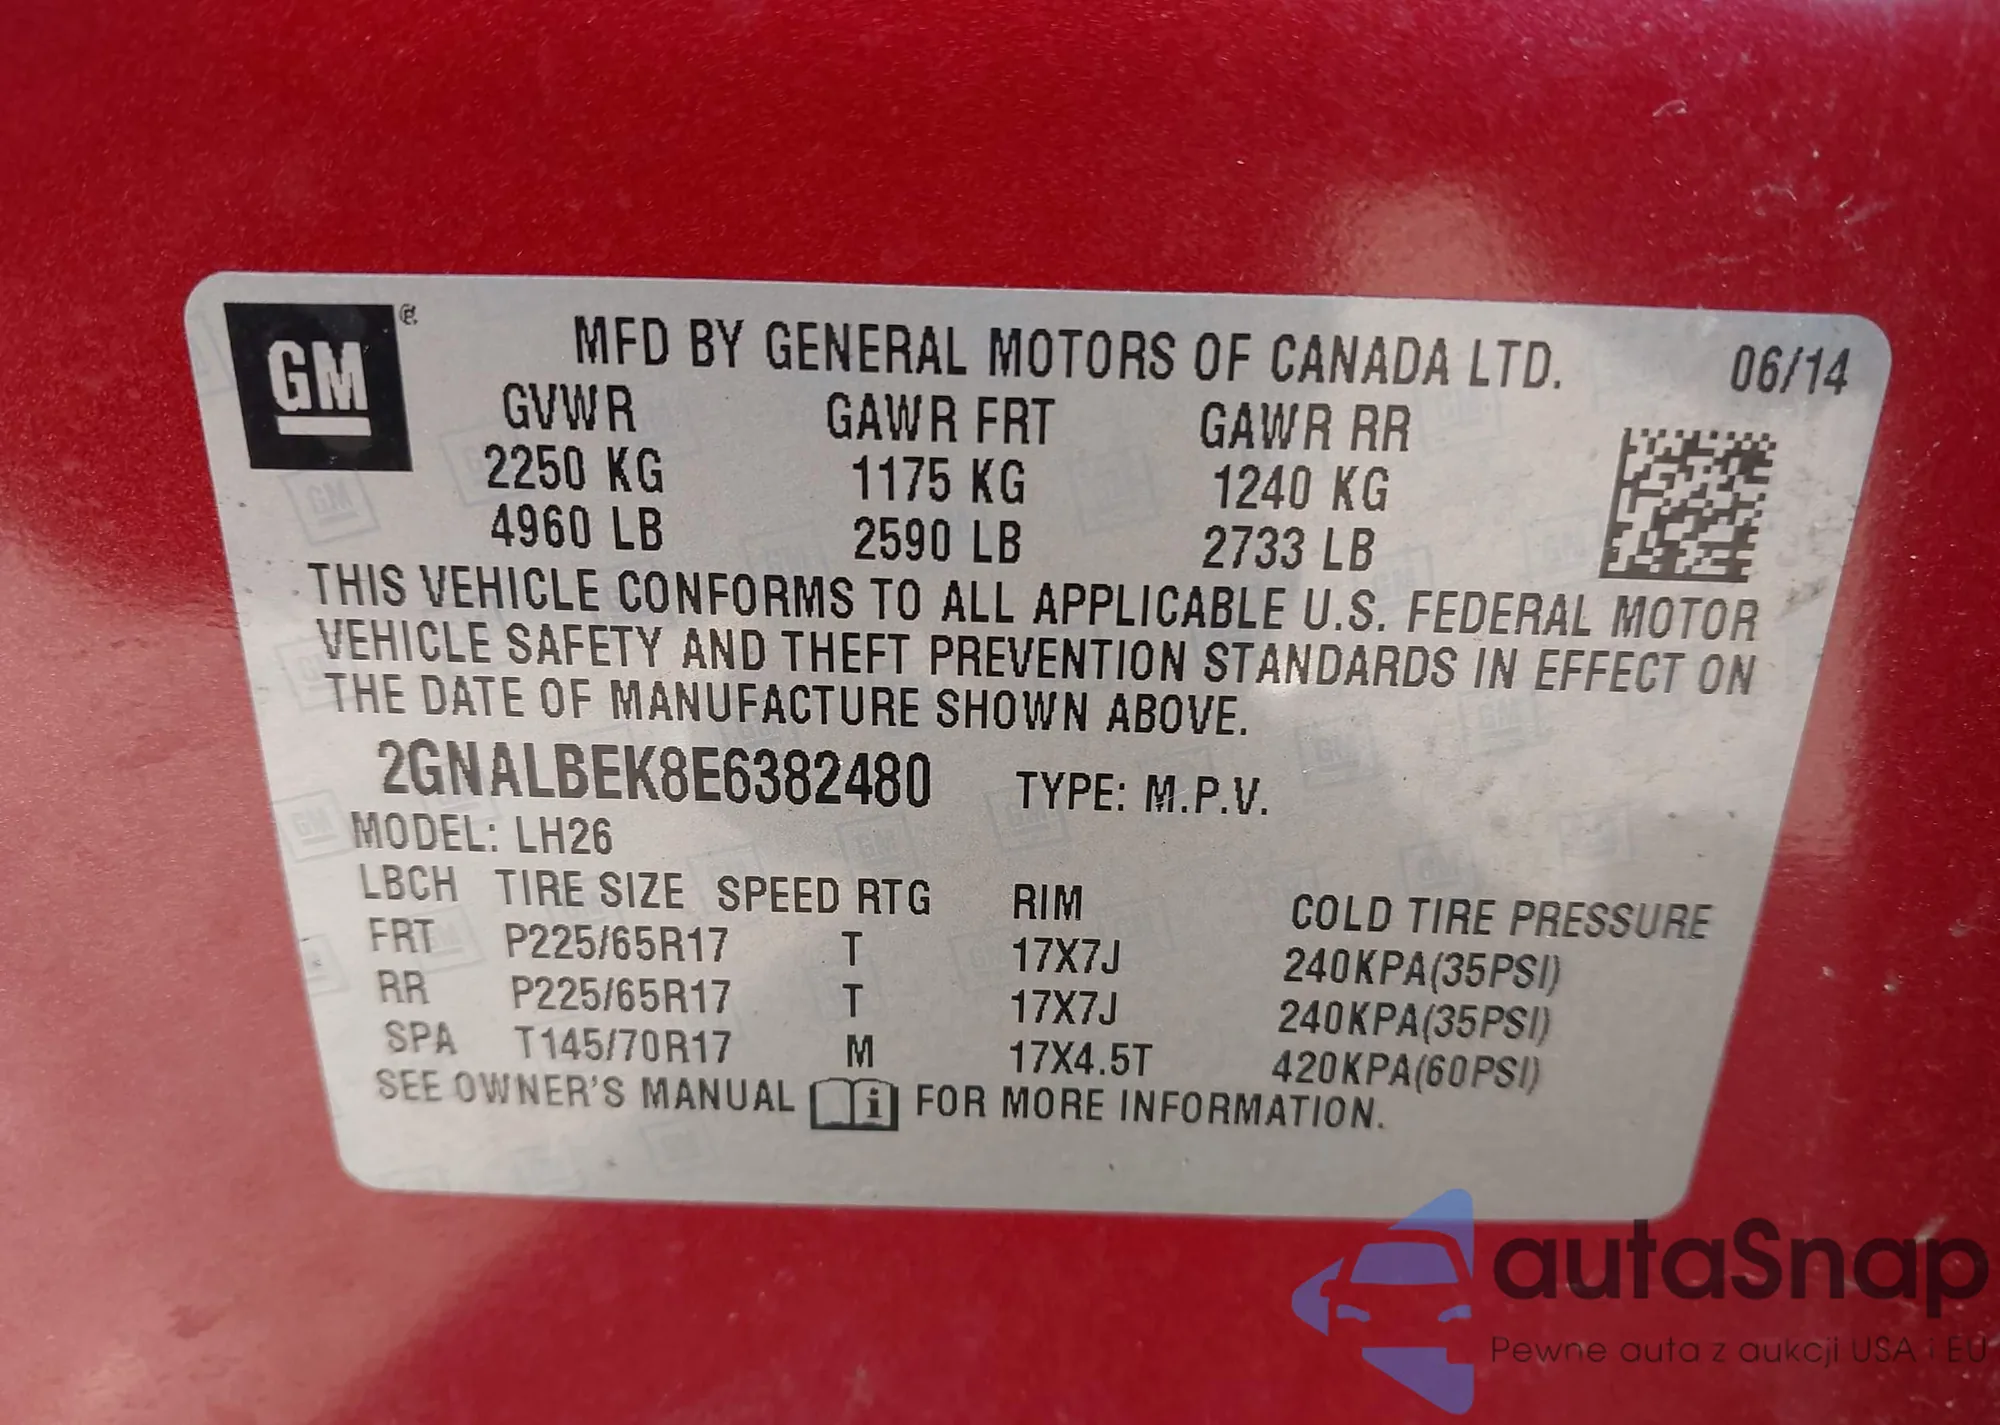 GM ®
MFD BY GENERAL MOTORS OF CANADA LTD. 06/14
GVWR GAWR FRT GAWR RR
2250 KG 1175 KG 1240 KG
4960 LB 2590 LB 2733 LB
THIS VEHICLE CONFORMS TO ALL APPLICABLE U.S. FEDERAL MOTOR
VEHICLE SAFETY AND THEFT PREVENTION STANDARDS IN EFFECT ON
THE DATE OF MANUFACTURE SHOWN ABOVE.
2GNALBEK8E6382480 TYPE: M.P.V.
MODEL: LH26
LBCH TIRE SIZE SPEED RTG RIM COLD TIRE PRESSURE
FRT P225/65R17 T 17X7J 240KPA(35PSI)
RR P225/65R17 T 17X7J 240KPA(35PSI)
SPA T145/70R17 M 17X4.5T 420KPA(60PSI)
SEE OWNER'S MANUAL i FOR MORE INFORMATION.
autaSnap
Pewne auta z aukcji USA i EU